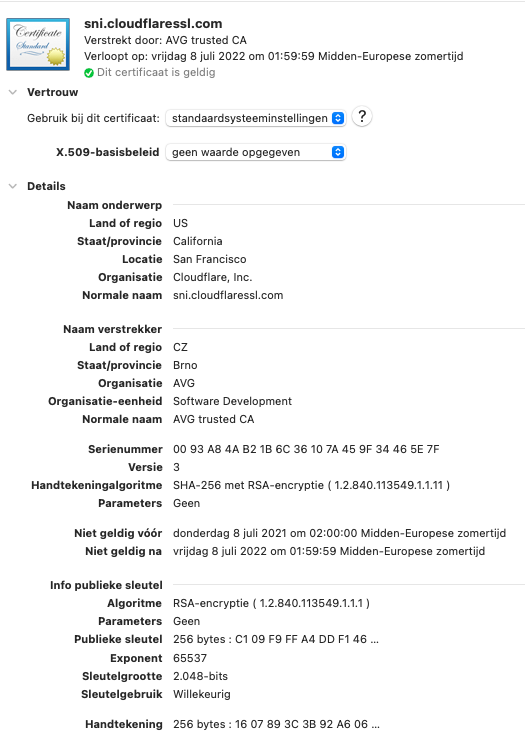 Certificate
Standard
sni.cloudflaressl.com
Verstrekt door: AVG trusted CA
Verloopt op: vrijdag 8 juli 2022 om 01:59:59 Midden-Europese zomertijd
Dit certificaat is geldig
Vertrouw
Gebruik bij dit certificaat: standaardsysteeminstellingen ?
X.509-basisbeleid geen waarde opgegeven
Details
Naam onderwerp
Land of regio US
Staat/provincie California
Locatie San Francisco
Organisatie Cloudflare, Inc.
Normale naam sni.cloudflaressl.com
Naam verstrekker
Land of regio CZ
Staat/provincie Brno
Organisatie AVG
Organisatie-eenheid Software Development
Normale naam AVG trusted CA
Serienummer 00 93 A8 4A B2 1B 6C 36 10 7A 45 9F 34 46 5E 7F
Versie 3
Handtekeningalgoritme SHA-256 met RSA-encryptie ( 1.2.840.113549.1.1.11 )
Parameters Geen
Niet geldig vóór donderdag 8 juli 2021 om 02:00:00 Midden-Europese zomertijd
Niet geldig na vrijdag 8 juli 2022 om 01:59:59 Midden-Europese zomertijd
Info publieke sleutel
Algoritme RSA-encryptie ( 1.2.840.113549.1.1.1 )
Parameters Geen
Publieke sleutel 256 bytes : C1 09 F9 FF A4 DD F1 46 ...
Exponent 65537
Sleutelgrootte 2.048-bits
Sleutelgebruik Willekeurig
Handtekening 256 bytes : 16 07 89 3C 3B 92 A6 06 ...